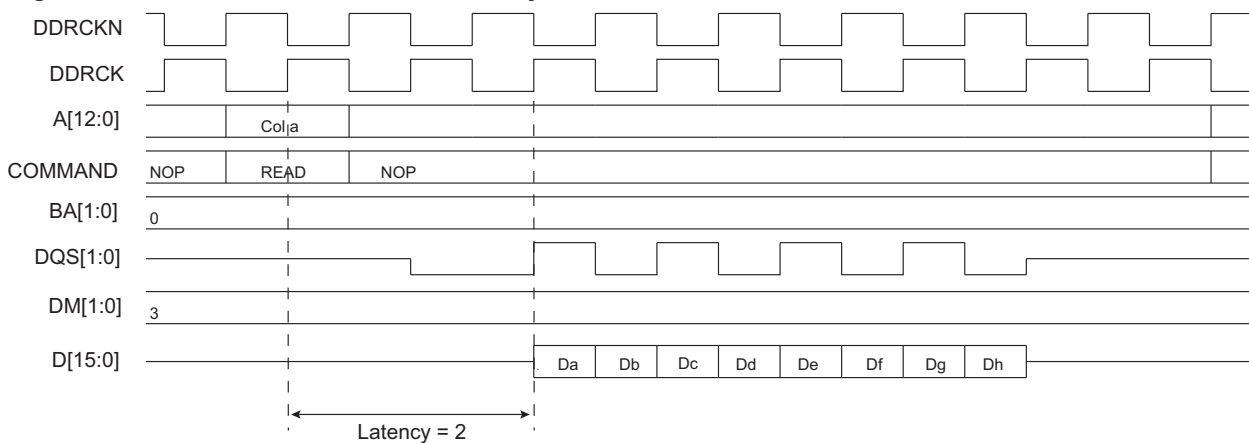 DDRCKN
DDRCK
A[12:0] Col a
COMMAND NOP READ NOP
BA[1:0] 0
DQS[1:0]
DM[1:0] 3
D[15:0] Da Db Dc Dd De Df Dg Dh
Latency = 2